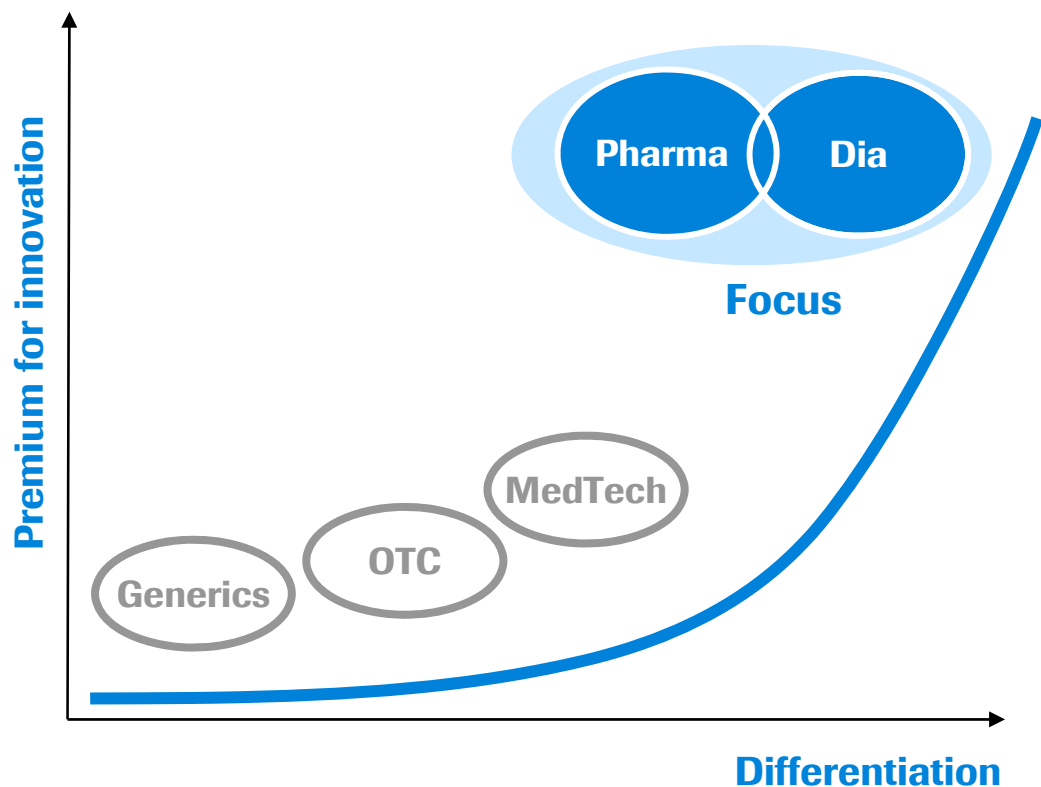 Premium for innovation
Pharma
Dia
Focus
MedTech
OTC
Generics
Differentiation